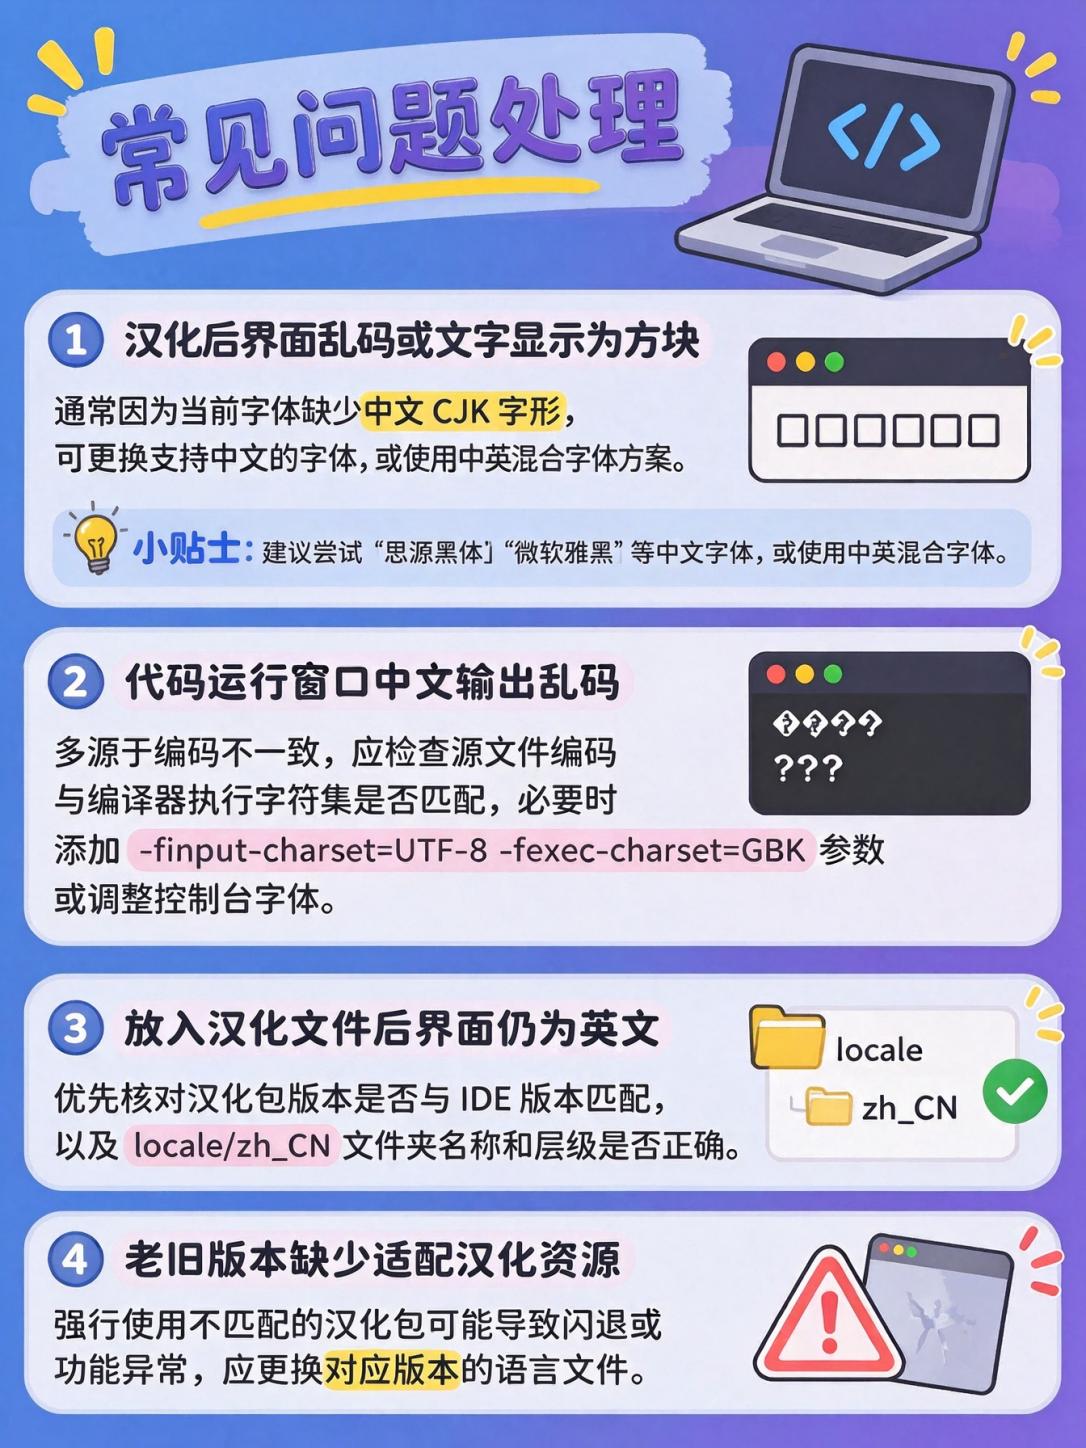 常见问题处理
</>
1 汉化后界面乱码或文字显示为方块
通常因为当前字体缺少中文 CJK 字形，
可更换支持中文的字体，或使用中英混合字体方案。
□□□□□□
小贴士：建议尝试“思源黑体」“微软雅黑”等中文字体，或使用中英混合字体。
2 代码运行窗口中文输出乱码
多源于编码不一致，应检查源文件编码
与编译器执行字符集是否匹配，必要时
添加 -finput-charset=UTF-8 -fexec-charset=GBK 参数
或调整控制台字体。
��??
???
3 放入汉化文件后界面仍为英文
优先核对汉化包版本是否与 IDE 版本匹配，
以及 locale/zh_CN 文件夹名称和层级是否正确。
locale
zh_CN
4 老旧版本缺少适配汉化资源
强行使用不匹配的汉化包可能导致闪退或
功能异常，应更换对应版本的语言文件。
!